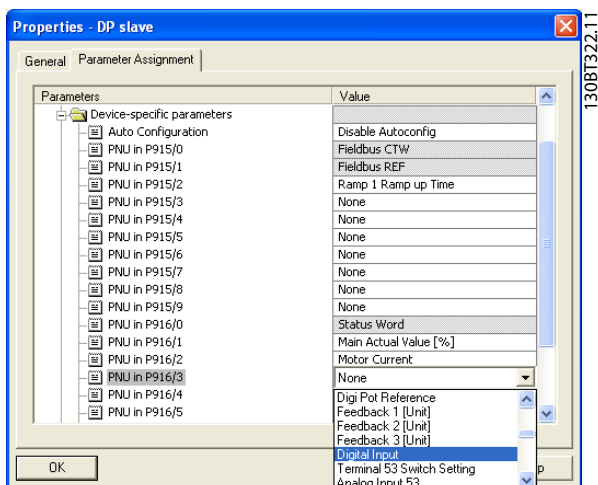 Properties - DP slave
130BT322.11
General Parameter Assignment
Parameters Value
Device-specific parameters
Auto Configuration Disable Autoconfig
PNU in P915/0 Fieldbus CTW
PNU in P915/1 Fieldbus REF
PNU in P915/2 Ramp 1 Ramp up Time
PNU in P915/3 None
PNU in P915/4 None
PNU in P915/5 None
PNU in P915/6 None
PNU in P915/7 None
PNU in P915/8 None
PNU in P915/9 None
PNU in P916/0 Status Word
PNU in P916/1 Main Actual Value [%]
PNU in P916/2 Motor Current
PNU in P916/3 None
PNU in P916/4 Digi Pot Reference
PNU in P916/5 Feedback 1 [Unit]
Feedback 2 [Unit]
Feedback 3 [Unit]
Digital Input
OK Terminal 53 Switch Setting p
Analog Input 53